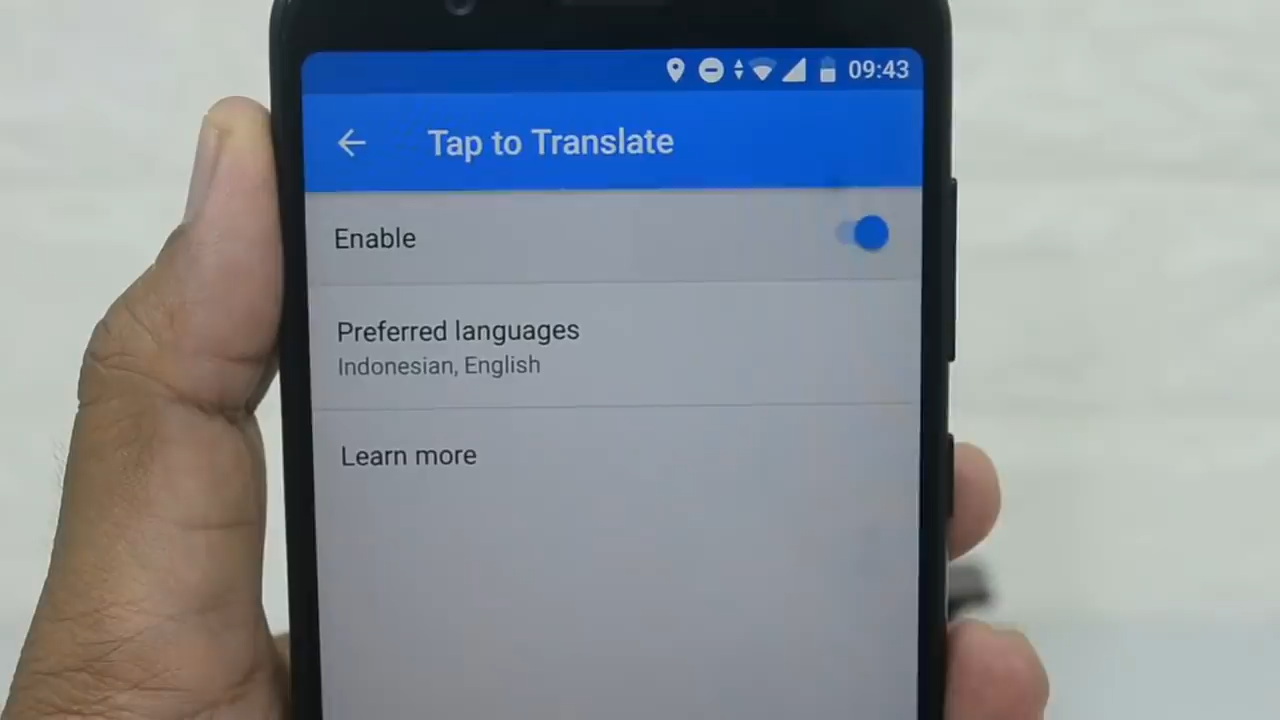 09:43
Tap to Translate
Enable
Preferred languages
Indonesian, English
Learn more